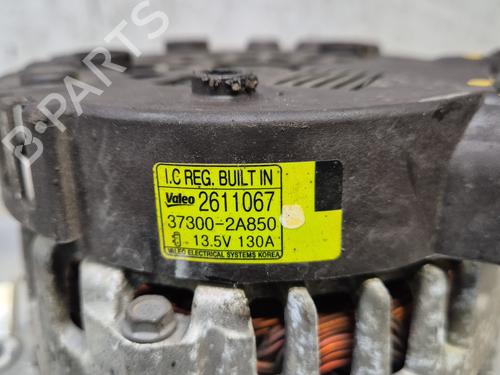 B-PARTS
I.C REG. BUILT IN
Valeo 2611067
37300-2A850
13.5V 130A
VALEO ELECTRICAL SYSTEMS KOREA